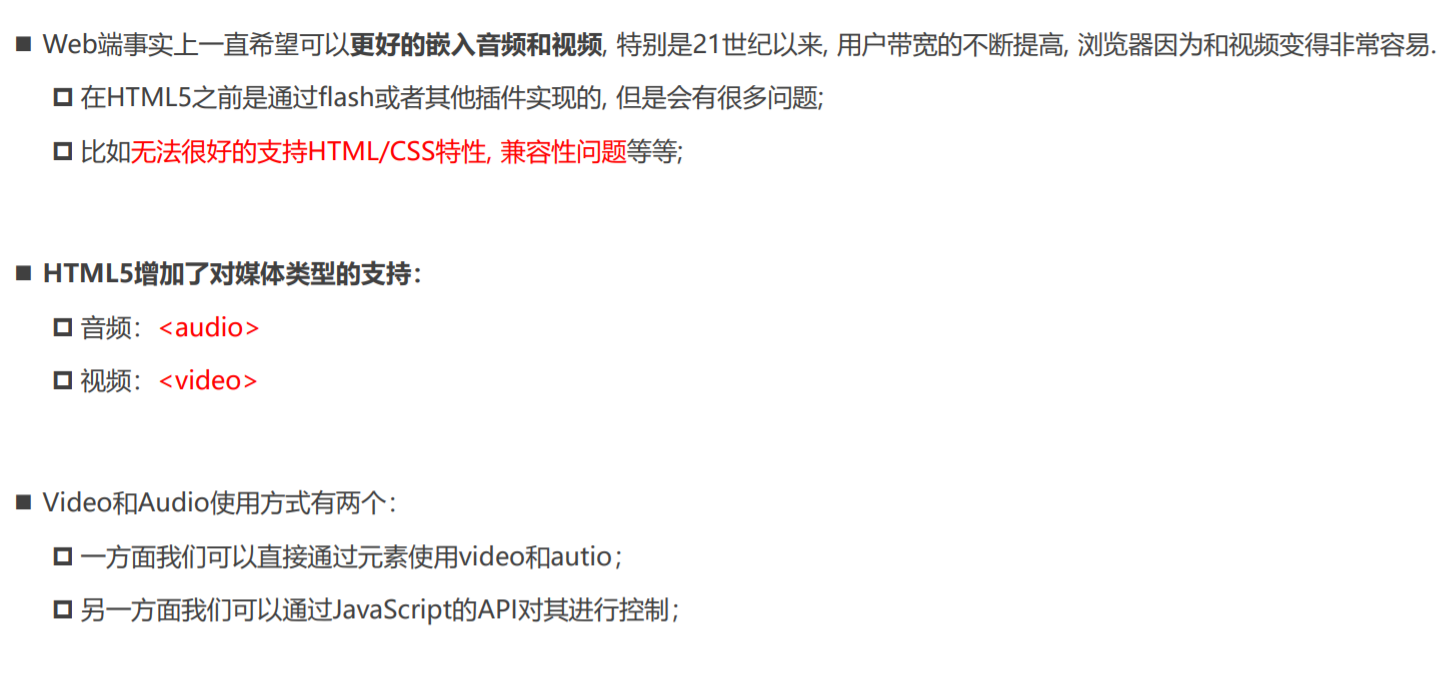 ■ Web端事实上一直希望可以更好的嵌入音频和视频, 特别是21世纪以来, 用户带宽的不断提高, 浏览器因为和视频变得非常容易.
□ 在HTML5之前是通过flash或者其他插件实现的, 但是会有很多问题;
□ 比如无法很好的支持HTML/CSS特性, 兼容性问题等等;
■ HTML5增加了对媒体类型的支持：
□ 音频：<audio>
□ 视频：<video>
■ Video和Audio使用方式有两个：
□ 一方面我们可以直接通过元素使用video和autio；
□ 另一方面我们可以通过JavaScript的API对其进行控制；